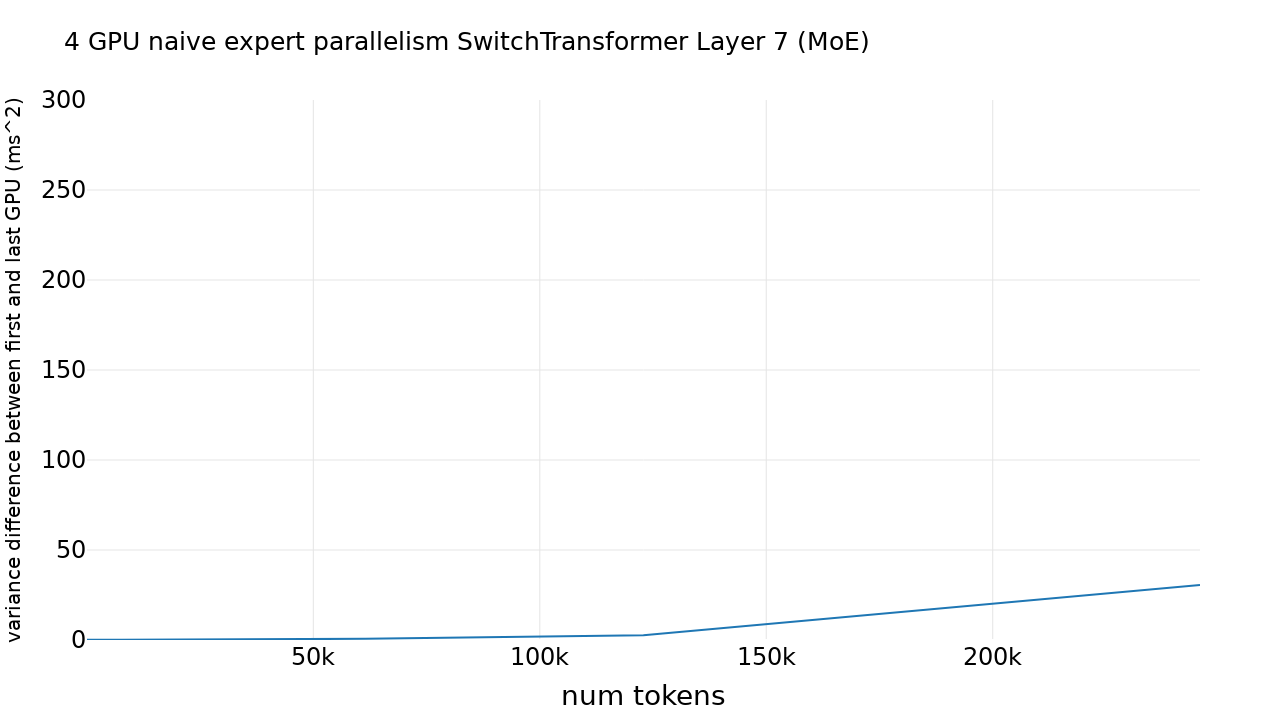 4 GPU naive expert parallelism SwitchTransformer Layer 7 (MoE)
variance difference between first and last GPU (ms^2)
300
250
200
150
100
50
0
50k
100k
150k
200k
num tokens